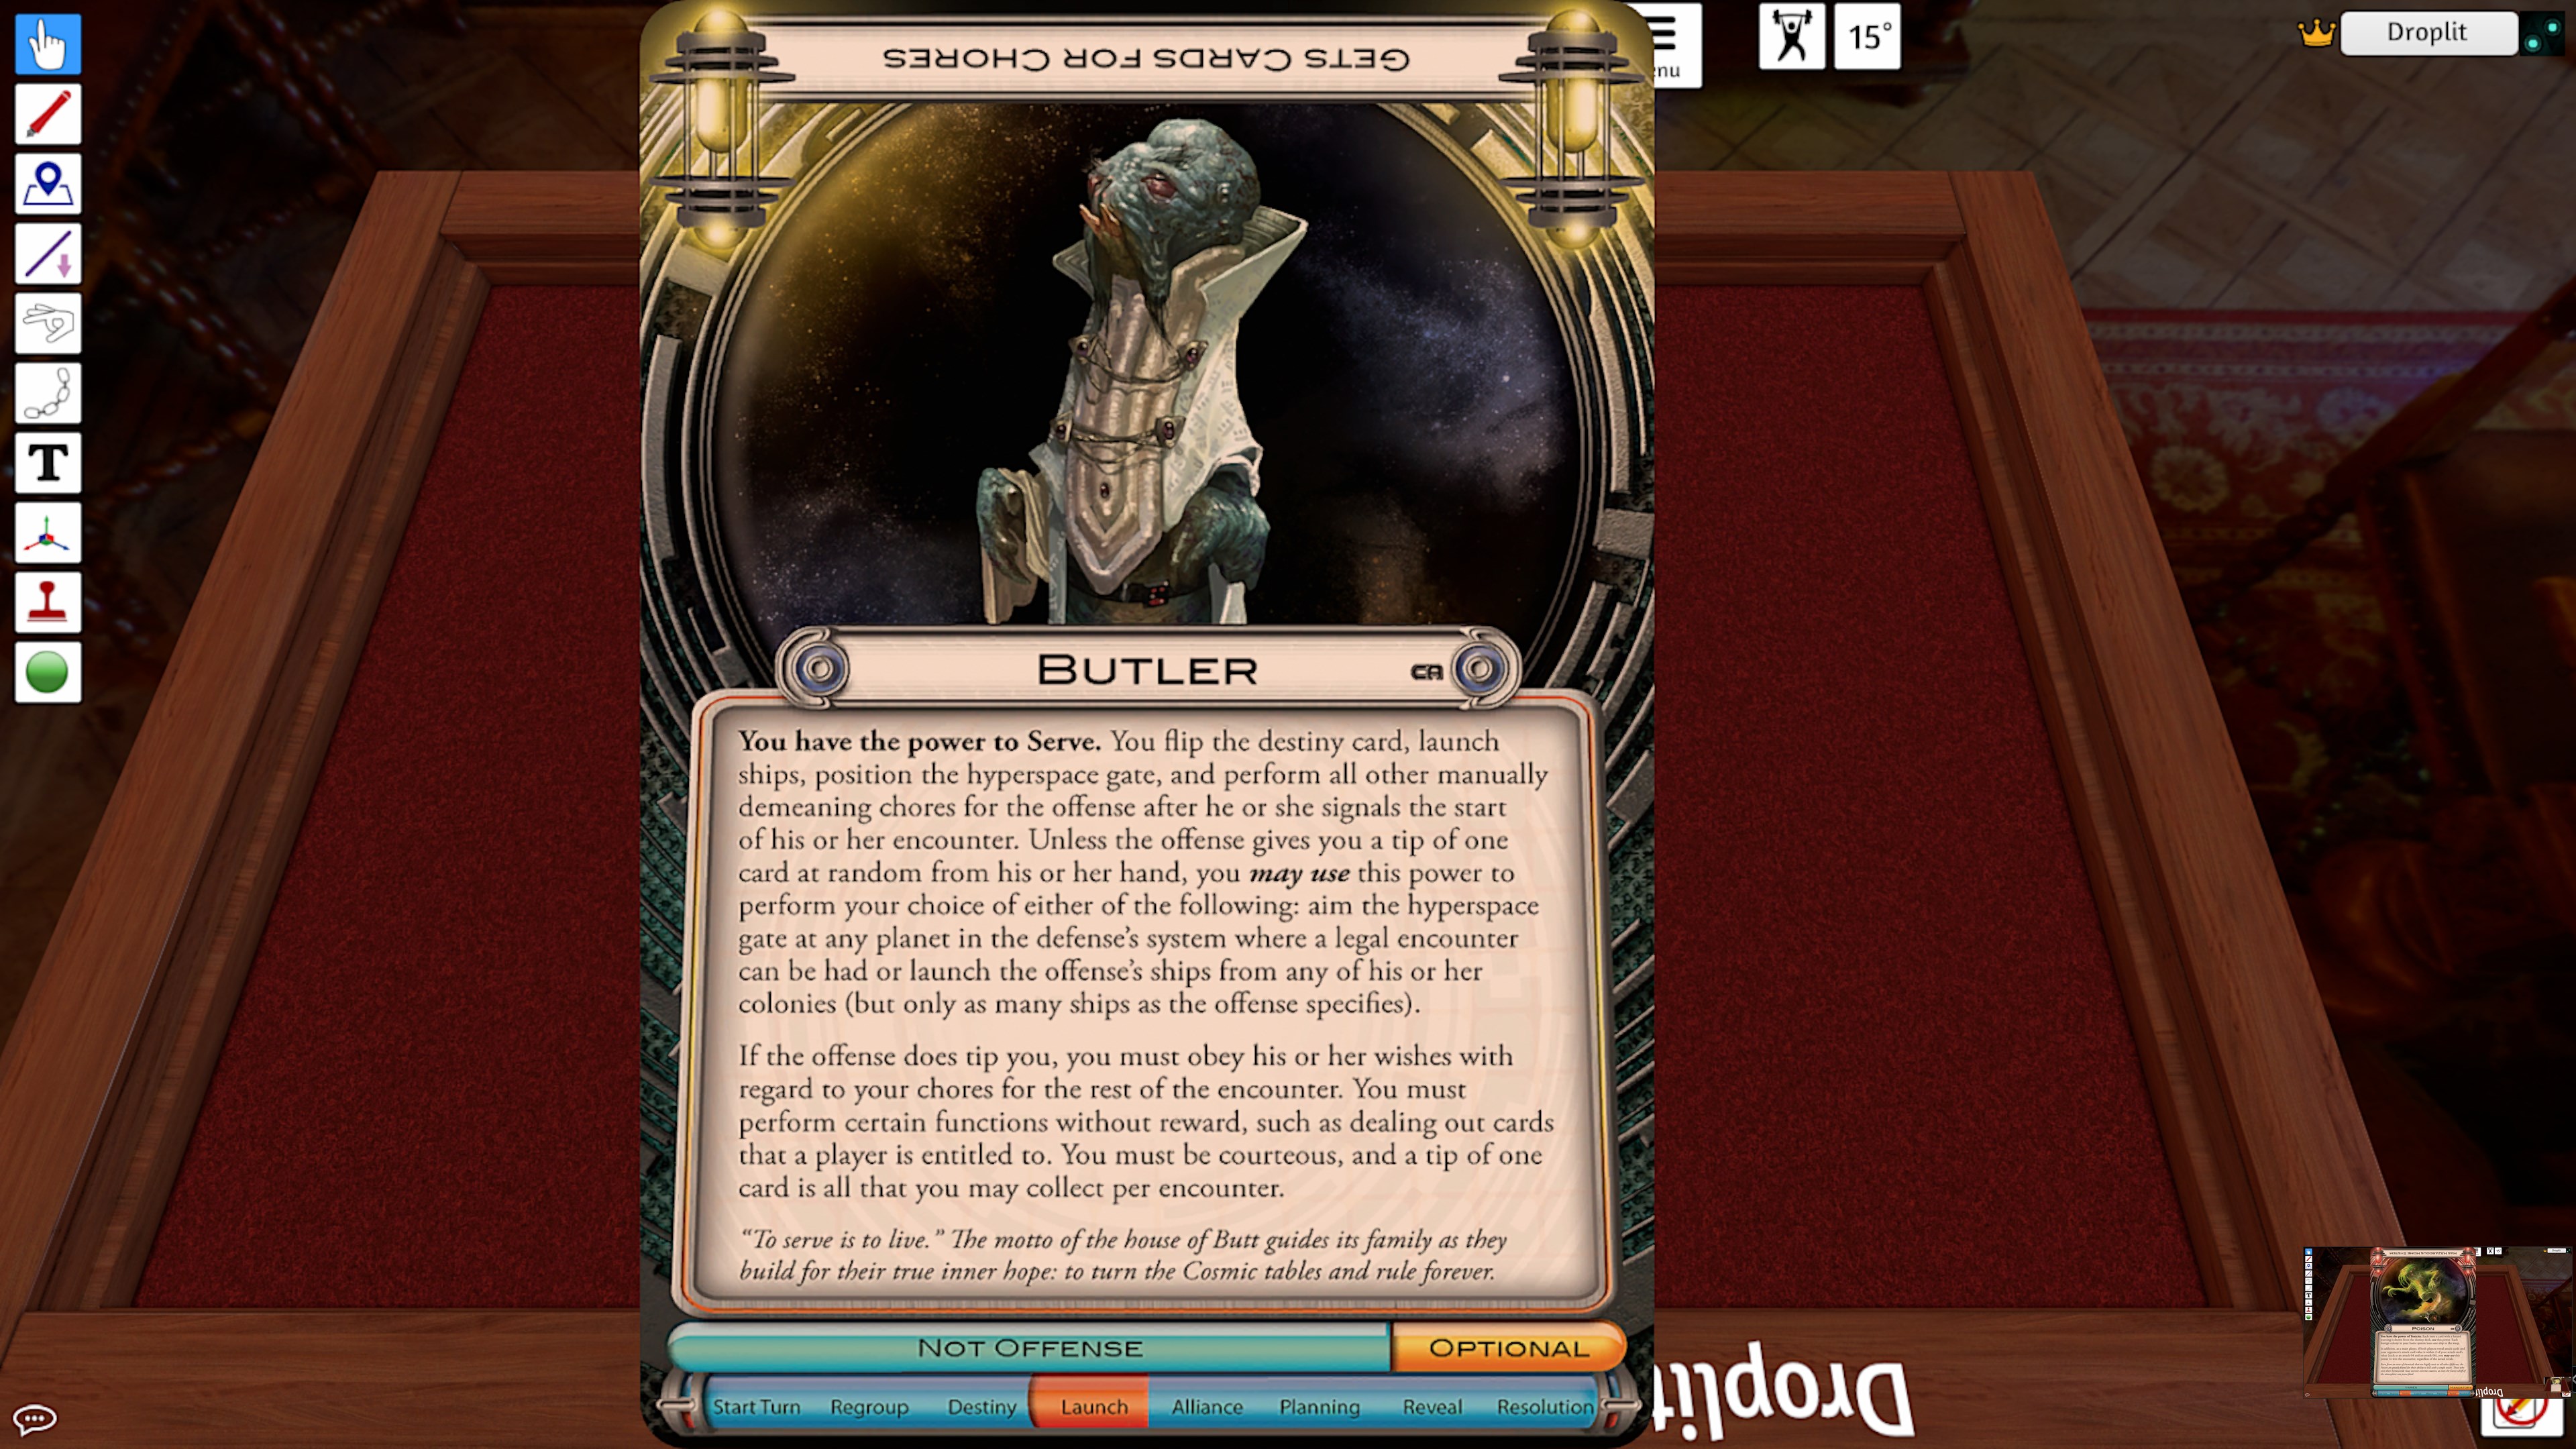 GETS CARDS FOR CHORES
enu
15°
Droplit
T
BUTLER
CA
You have the power to Serve. You flip the destiny card, launch
ships, position the hyperspace gate, and perform all other manually
demeaning chores for the offense after he or she signals the start
of his or her encounter. Unless the offense gives you a tip of one
card at random from his or her hand, you may use this power to
perform your choice of either of the following: aim the hyperspace
gate at any planet in the defense's system where a legal encounter
can be had or launch the offense's ships from any of his or her
colonies (but only as many ships as the offense specifies).
If the offense does tip you, you must obey his or her wishes with
regard to your chores for the rest of the encounter. You must
perform certain functions without reward, such as dealing out cards
that a player is entitled to. You must be courteous, and a tip of one
card is all that you may collect per encounter.
“To serve is to live.” The motto of the house of Butt guides its family as they
build for their true inner hope: to turn the Cosmic tables and rule forever.
NOT OFFENSE OPTIONAL
Start Turn Regroup Destiny Launch Alliance Planning Reveal Resolution
Droplit
POISON